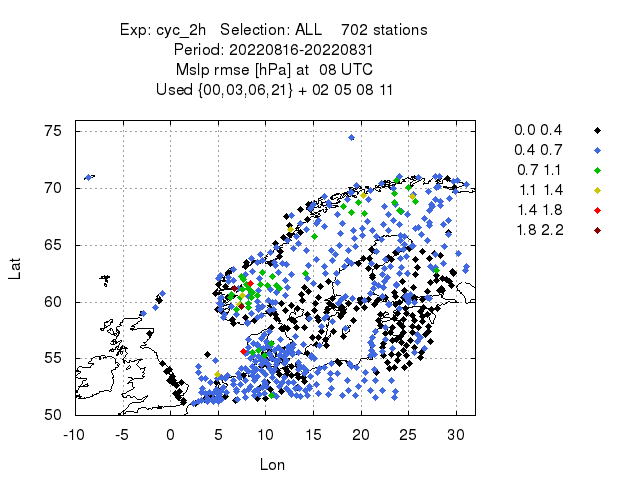 Exp: cyc_2h   Selection: ALL    702 stations
Period: 20220816-20220831
Mslp rmse [hPa] at  08 UTC
Used {00,03,06,21} + 02 05 08 11
0.0 0.4
0.4 0.7
0.7 1.1
1.1 1.4
1.4 1.8
1.8 2.2
75
70
65
60
55
50
Lat
-10 -5 0 5 10 15 20 25 30
Lon